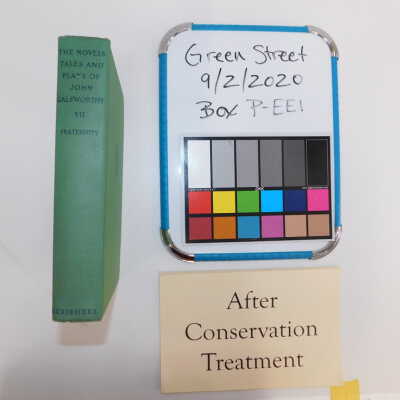 THE NOVELS
TALES AND
PLAYS OF
JOHN
GALSWORTHY
VII
FRATERNITY
SCRIBNERS
Green Street
9/2/2020
Box P-EE1
After
Conservation
Treatment